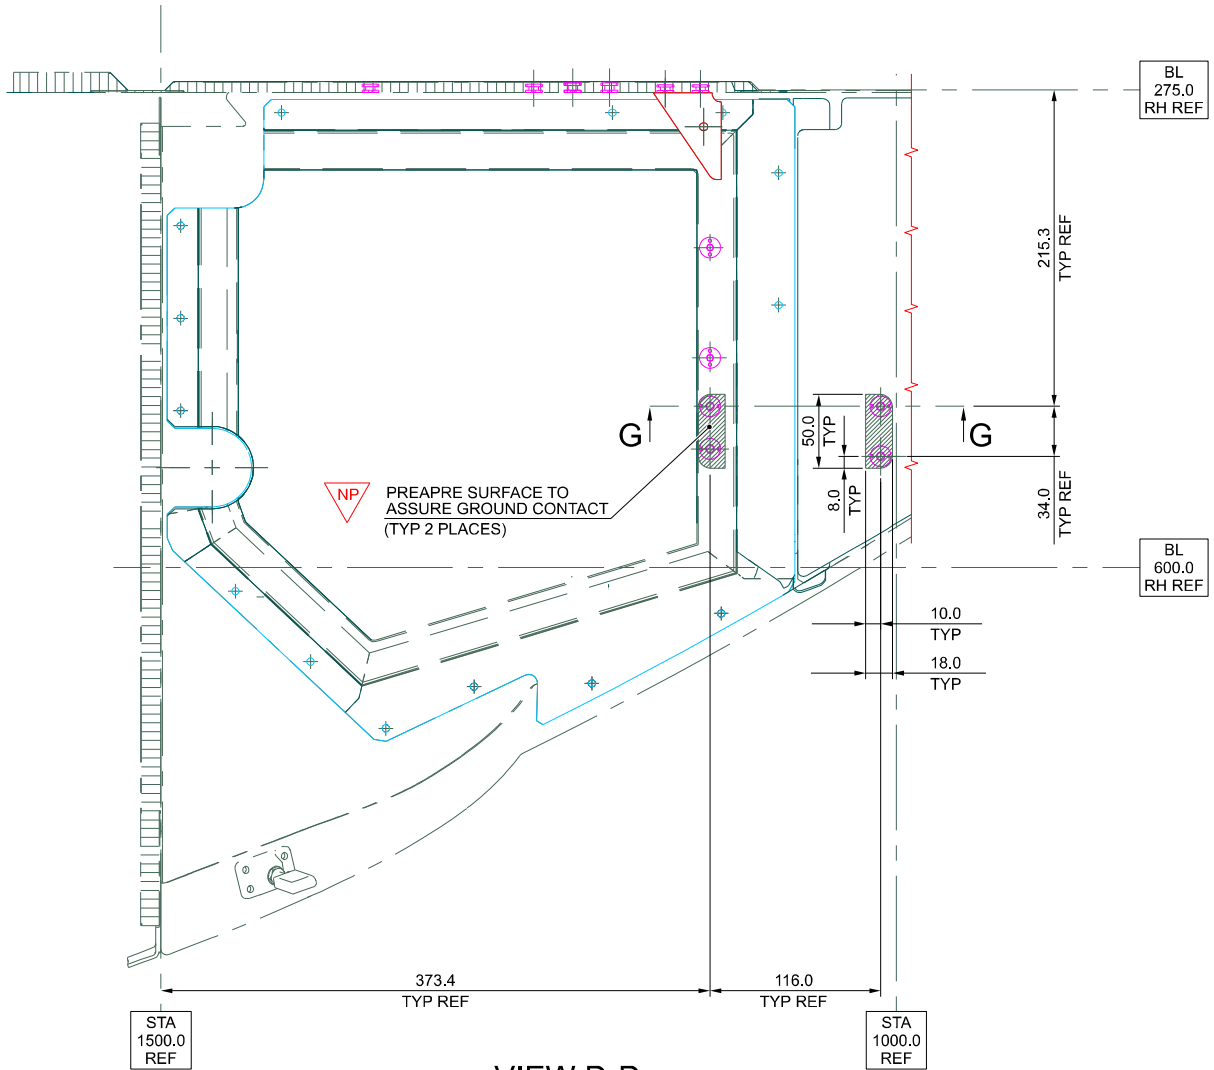 BL
275.0
RH REF
215.3
TYP REF
G
50.0
TYP
G
8.0
TYP
34.0
TYP REF
NP
PREAPRE SURFACE TO
ASSURE GROUND CONTACT
(TYP 2 PLACES)
BL
600.0
RH REF
10.0
TYP
18.0
TYP
373.4
TYP REF
116.0
TYP REF
STA
1500.0
REF
STA
1000.0
REF